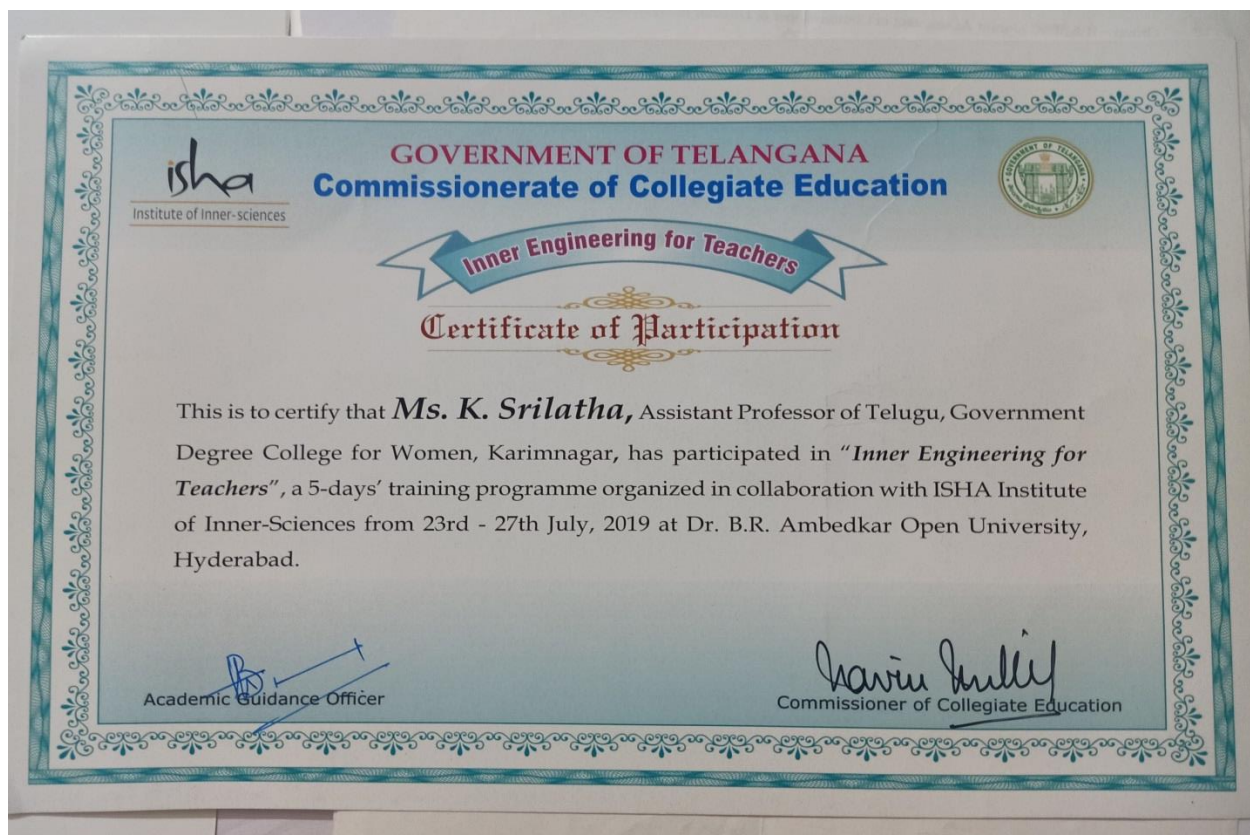 isha
Institute of Inner-sciences
GOVERNMENT OF TELANGANA
Commissionerate of Collegiate Education
GOVERNMENT OF TELANGANA
Inner Engineering for Teachers
Certificate of Participation
This is to certify that Ms. K. Srilatha, Assistant Professor of Telugu, Government
Degree College for Women, Karimnagar, has participated in "Inner Engineering for
Teachers", a 5-days' training programme organized in collaboration with ISHA Institute
of Inner-Sciences from 23rd - 27th July, 2019 at Dr. B.R. Ambedkar Open University,
Hyderabad.
Academic Guidance Officer
Commissioner of Collegiate Education